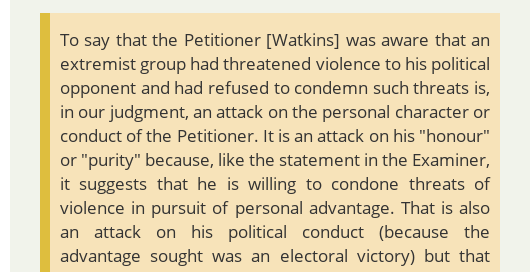 To say that the Petitioner [Watkins] was aware that an
extremist group had threatened violence to his political
opponent and had refused to condemn such threats is,
in our judgment, an attack on the personal character or
conduct of the Petitioner. It is an attack on his "honour"
or "purity" because, like the statement in the Examiner,
it suggests that he is willing to condone threats of
violence in pursuit of personal advantage. That is also
an attack on his political conduct (because the
advantage sought was an electoral victory) but that